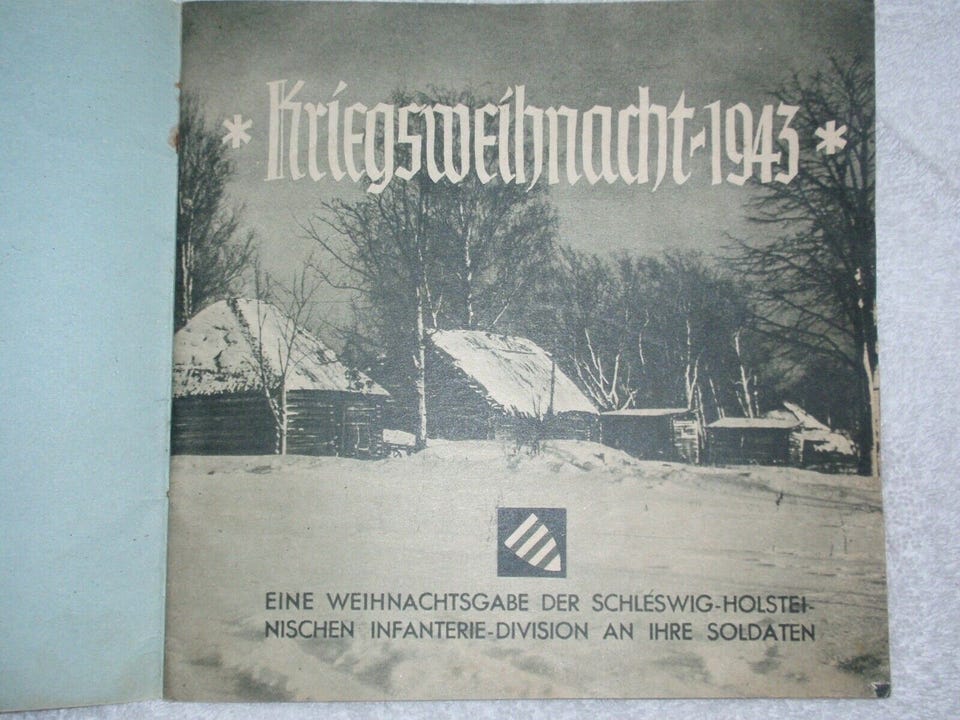 * Kriegsweihnacht-1943 *
EINE WEIHNACHTSGABE DER SCHLESWIG-HOLSTEI-
NISCHEN INFANTERIE-DIVISION AN IHRE SOLDATEN